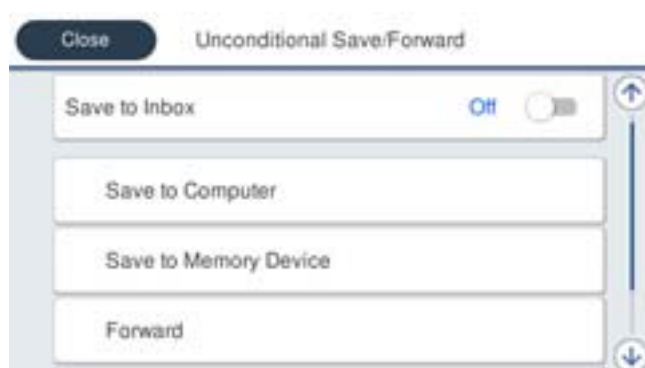 Close
Unconditional Save/Forward
Save to Inbox
Off
Save to Computer
Save to Memory Device
Forward